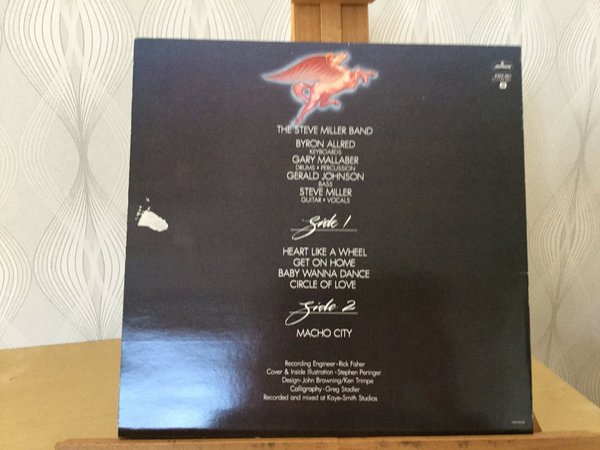 THE STEVE MILLER BAND
BYRON ALLRED
KEYBOARDS
GARY MALLABER
DRUMS • PERCUSSION
GERALD JOHNSON
BASS
STEVE MILLER
GUITAR • VOCALS
Side 1
HEART LIKE A WHEEL
GET ON HOME
BABY WANNA DANCE
CIRCLE OF LOVE
Side 2
MACHO CITY
Recording Engineer-Rick Fisher
Cover & Inside Illustration-Stephen Peringer
Design-John Browning/Ken Trimpe
Calligraphy-Greg Stadler
Recorded and mixed at Kaye-Smith Studios